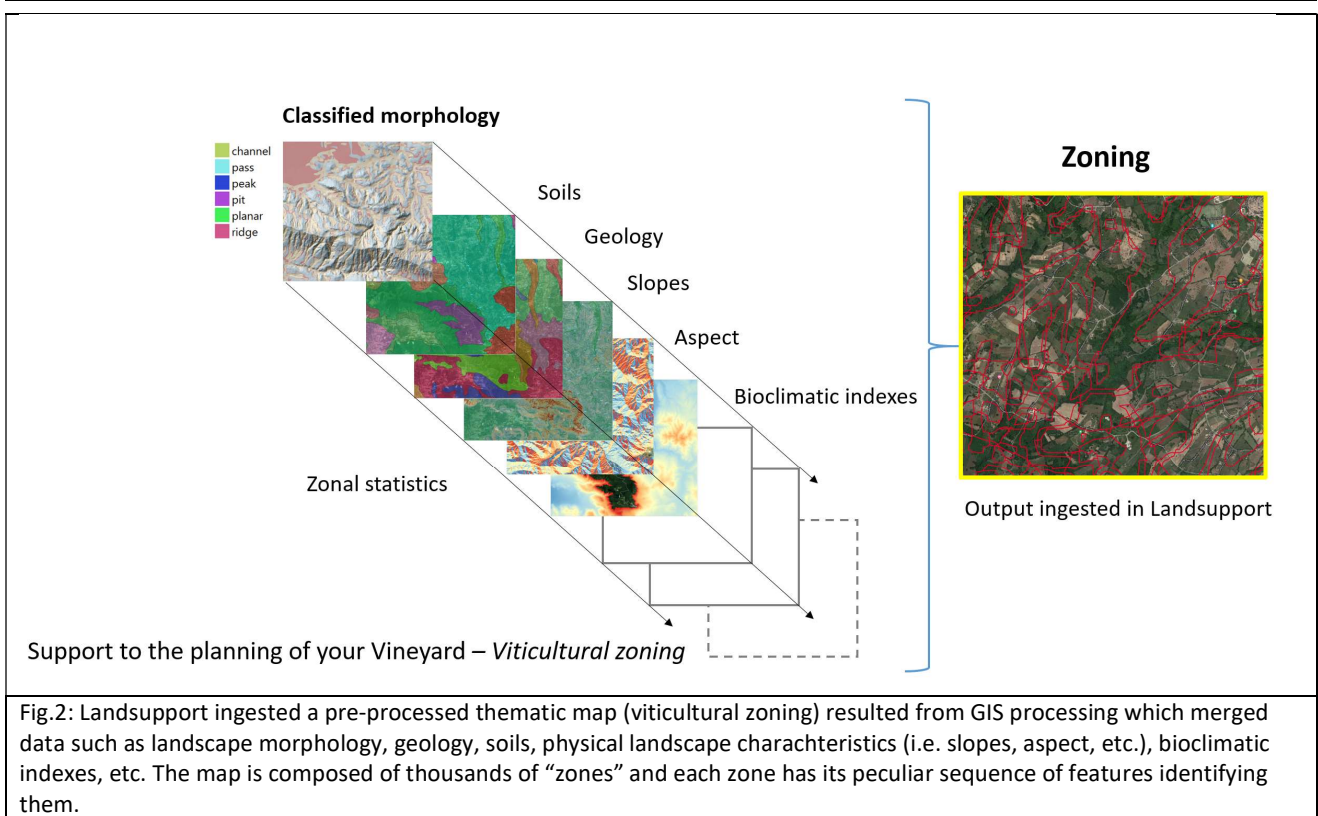 Classified morphology
channel
pass
peak
pit
planar
ridge
Soils
Geology
Slopes
Aspect
Bioclimatic indexes
Zonal statistics
Zoning
Output ingested in Landsupport
Support to the planning of your Vineyard – Viticultural zoning
Fig.2: Landsupport ingested a pre-processed thematic map (viticultural zoning) resulted from GIS processing which merged
data such as landscape morphology, geology, soils, physical landscape charachteristics (i.e. slopes, aspect, etc.), bioclimatic
indexes, etc. The map is composed of thousands of “zones” and each zone has its peculiar sequence of features identifying
them.